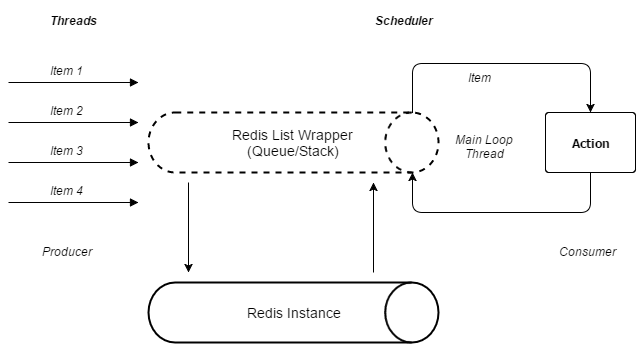 Threads
Scheduler
Item 1
Item
Item 2
Redis List Wrapper
(Queue/Stack)
Main Loop
Thread
Action
Item 3
Item 4
Producer
Consumer
Redis Instance